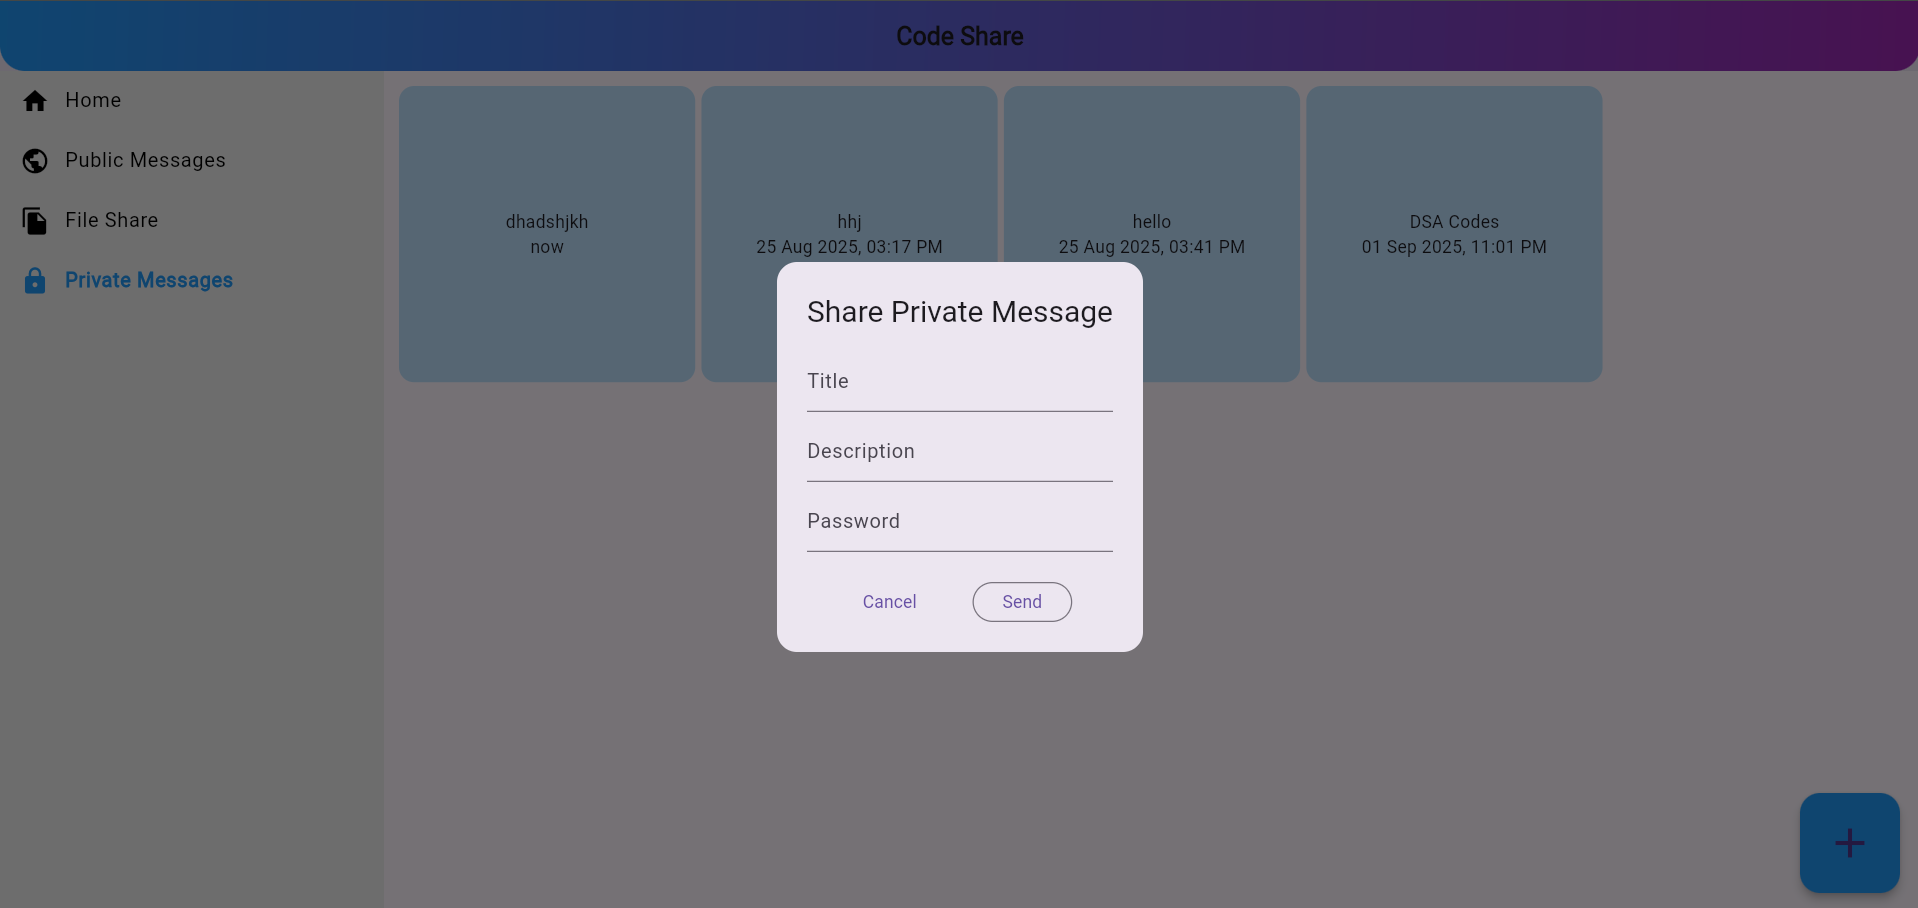 Code Share
Home
Public Messages
File Share
Private Messages
dhadshjkh
now
hhj
25 Aug 2025, 03:17 PM
hello
25 Aug 2025, 03:41 PM
DSA Codes
01 Sep 2025, 11:01 PM
Share Private Message
Title
Description
Password
Cancel
Send